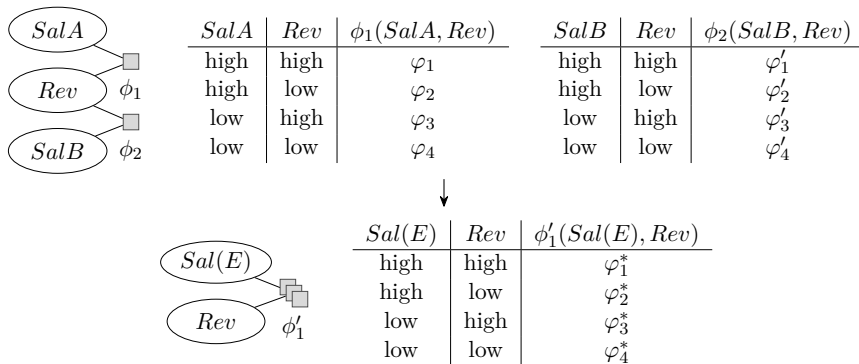 SalA
Rev
SalB
ϕ₁
ϕ₂
SalA Rev ϕ₁(SalA, Rev)
high high φ₁
high low φ₂
low high φ₃
low low φ₄
SalB Rev ϕ₂(SalB, Rev)
high high φ′₁
high low φ′₂
low high φ′₃
low low φ′₄
Sal(E)
Rev
ϕ′₁
Sal(E) Rev ϕ′₁(Sal(E), Rev)
high high φ*₁
high low φ*₂
low high φ*₃
low low φ*₄